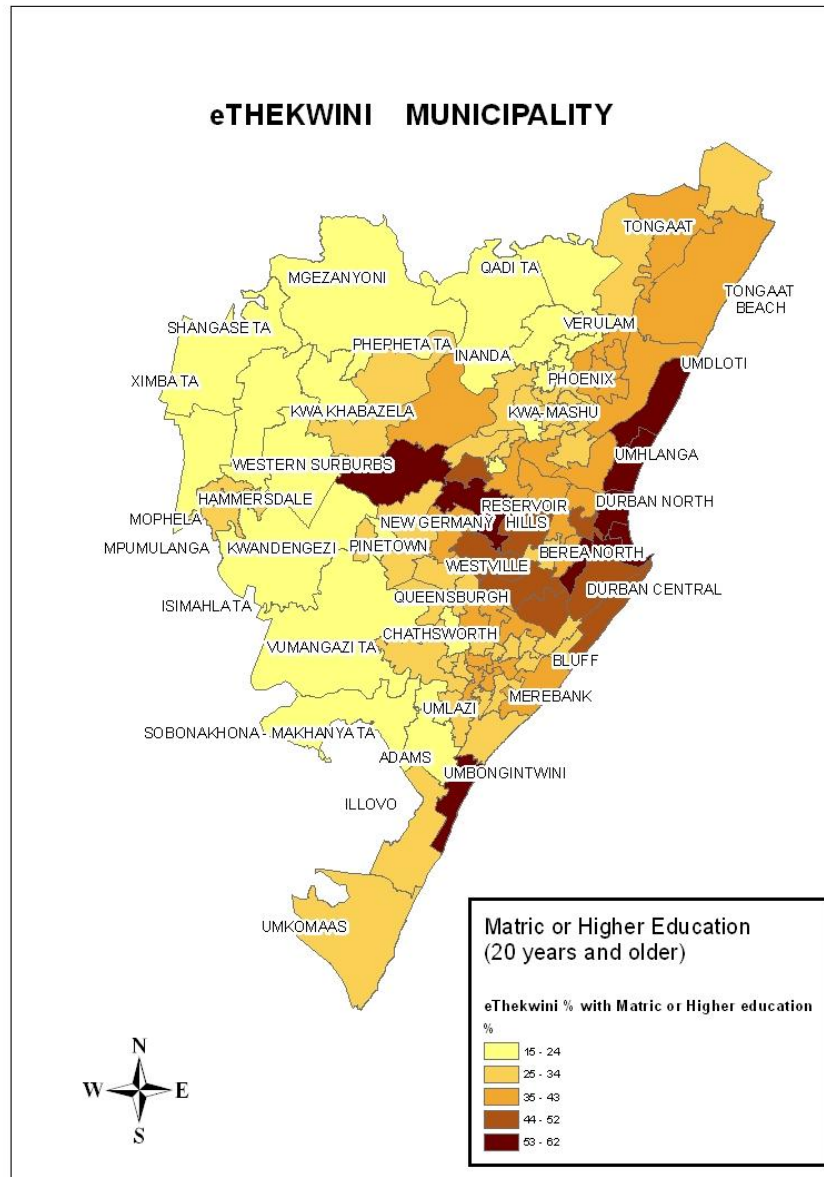 eTHEKWINI MUNICIPALITY
TONGAAT
QADI TA
MGEZANYONI
TONGAAT
BEACH
SHANGASE TA
VERULAM
PHEPHETA TA
INANDA
UMDLOTI
XIMBA TA
PHOENIX
KWA KHABAZELA
KWA-MASHU
UMHLANGA
WESTERN SURBURBS
HAMMERSDALE
RESERVOIR
HILLS
DURBAN NORTH
MOPHELA
NEW GERMANY
MPUMULANGA
KWANDENGEZI
PINETOWN
BEREA NORTH
WESTVILLE
DURBAN CENTRAL
QUEENSBURGH
ISIMAHLA TA
CHATHSWORTH
VUMANGAZI TA
BLUFF
MEREBANK
UMLAZI
SOBONAKHONA - MAKHANYA TA
ADAMS
UMBONGINTWINI
ILLOVO
UMKOMAAS
Matric or Higher Education
(20 years and older)
eThekwini % with Matric or Higher education
%
15 - 24
25 - 34
35 - 43
44 - 52
53 - 62
N
W E
S